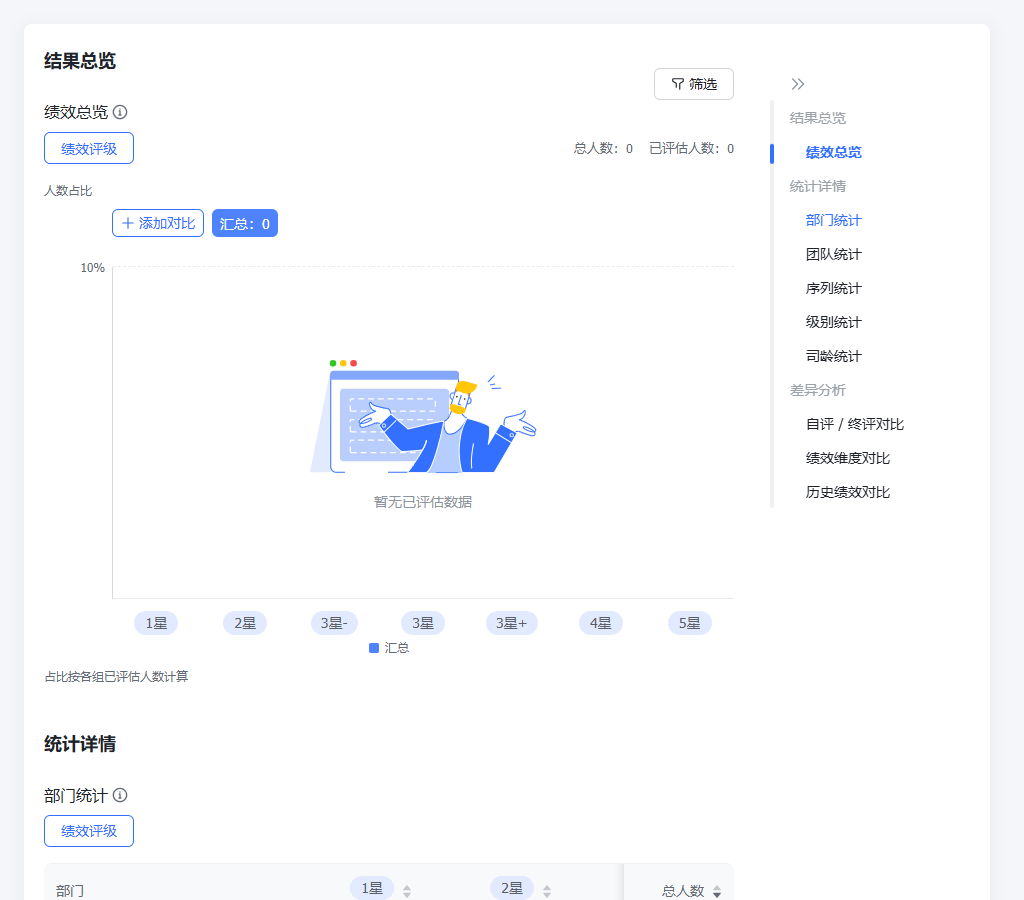 结果总览
筛选
绩效总览
绩效评级
总人数：0 已评估人数：0
人数占比
添加对比 汇总：0
10%
暂无已评估数据
1星 2星 3星- 3星 3星+ 4星 5星
汇总
占比按各组已评估人数计算
统计详情
部门统计
绩效评级
部门 1星 2星 总人数
结果总览
绩效总览
统计详情
部门统计
团队统计
序列统计
级别统计
司龄统计
差异分析
自评 / 终评对比
绩效维度对比
历史绩效对比